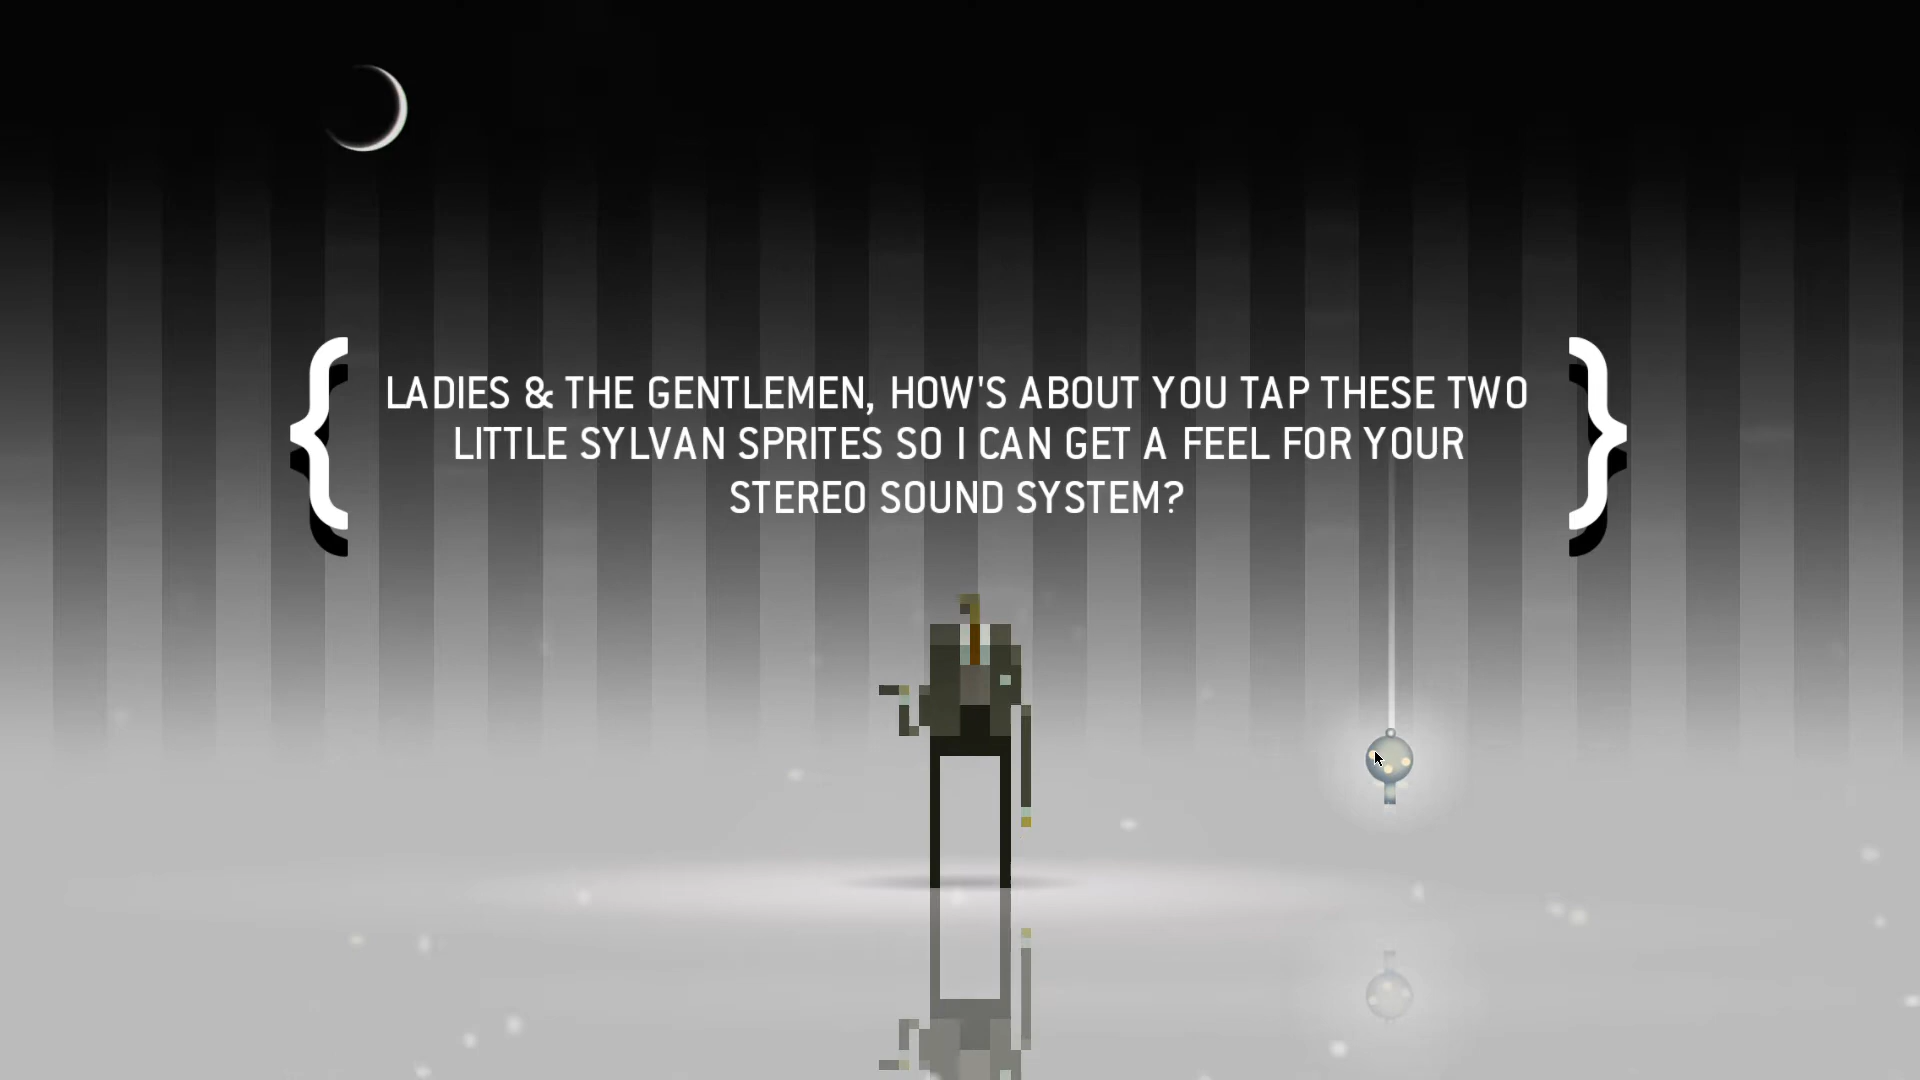 LADIES & THE GENTLEMEN, HOW'S ABOUT YOU TAP THESE TWO
LITTLE SYLVAN SPRITES SO I CAN GET A FEEL FOR YOUR
STEREO SOUND SYSTEM?